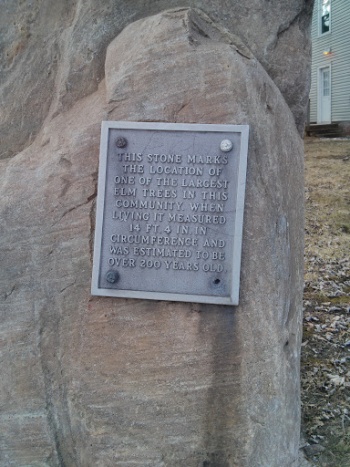 THIS STONE MARKS
THE LOCATION OF
ONE OF THE LARGEST
ELM TREES IN THIS
COMMUNITY. WHEN
LIVING IT MEASURED
14 FT. 4 IN. IN
CIRCUMFERENCE AND
WAS ESTIMATED TO BE
OVER 200 YEARS OLD.